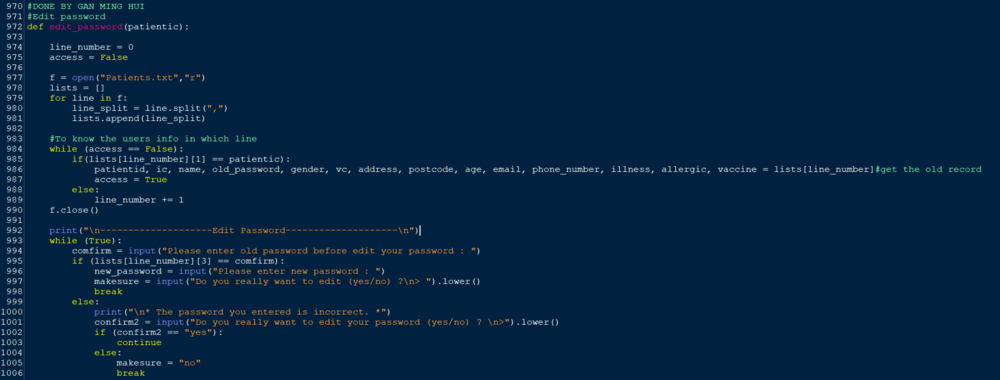 970 #DONE BY GAN MING HUI
971 #Edit password
972 def edit_password(patientic):
973
974     line_number = 0
975     access = False
976
977     f = open("Patients.txt","r")
978     lists = []
979     for line in f:
980         line_split = line.split(",")
981         lists.append(line_split)
982
983     #To know the users info in which line
984     while (access == False):
985         if(lists[line_number][1] == patientic):
986             patientid, ic, name, old_password, gender, vc, address, postcode, age, email, phone_number, illness, allergic, vaccine = lists[line_number]#get the old record
987             access = True
988         else:
989             line_number += 1
990     f.close()
991
992     print("\n--------------------Edit Password--------------------\n")
993     while (True):
994         comfirm = input("Please enter old password before edit your password : ")
995         if (lists[line_number][3] == comfirm):
996             new_password = input("Please enter new password : ")
997             makesure = input("Do you really want to edit (yes/no) ?\n> ").lower()
998             break
999         else:
1000             print("\n* The password you entered is incorrect. *")
1001             confirm2 = input("Do you really want to edit your password (yes/no) ? \n>").lower()
1002             if (confirm2 == "yes"):
1003                 continue
1004             else:
1005                 makesure = "no"
1006                 break